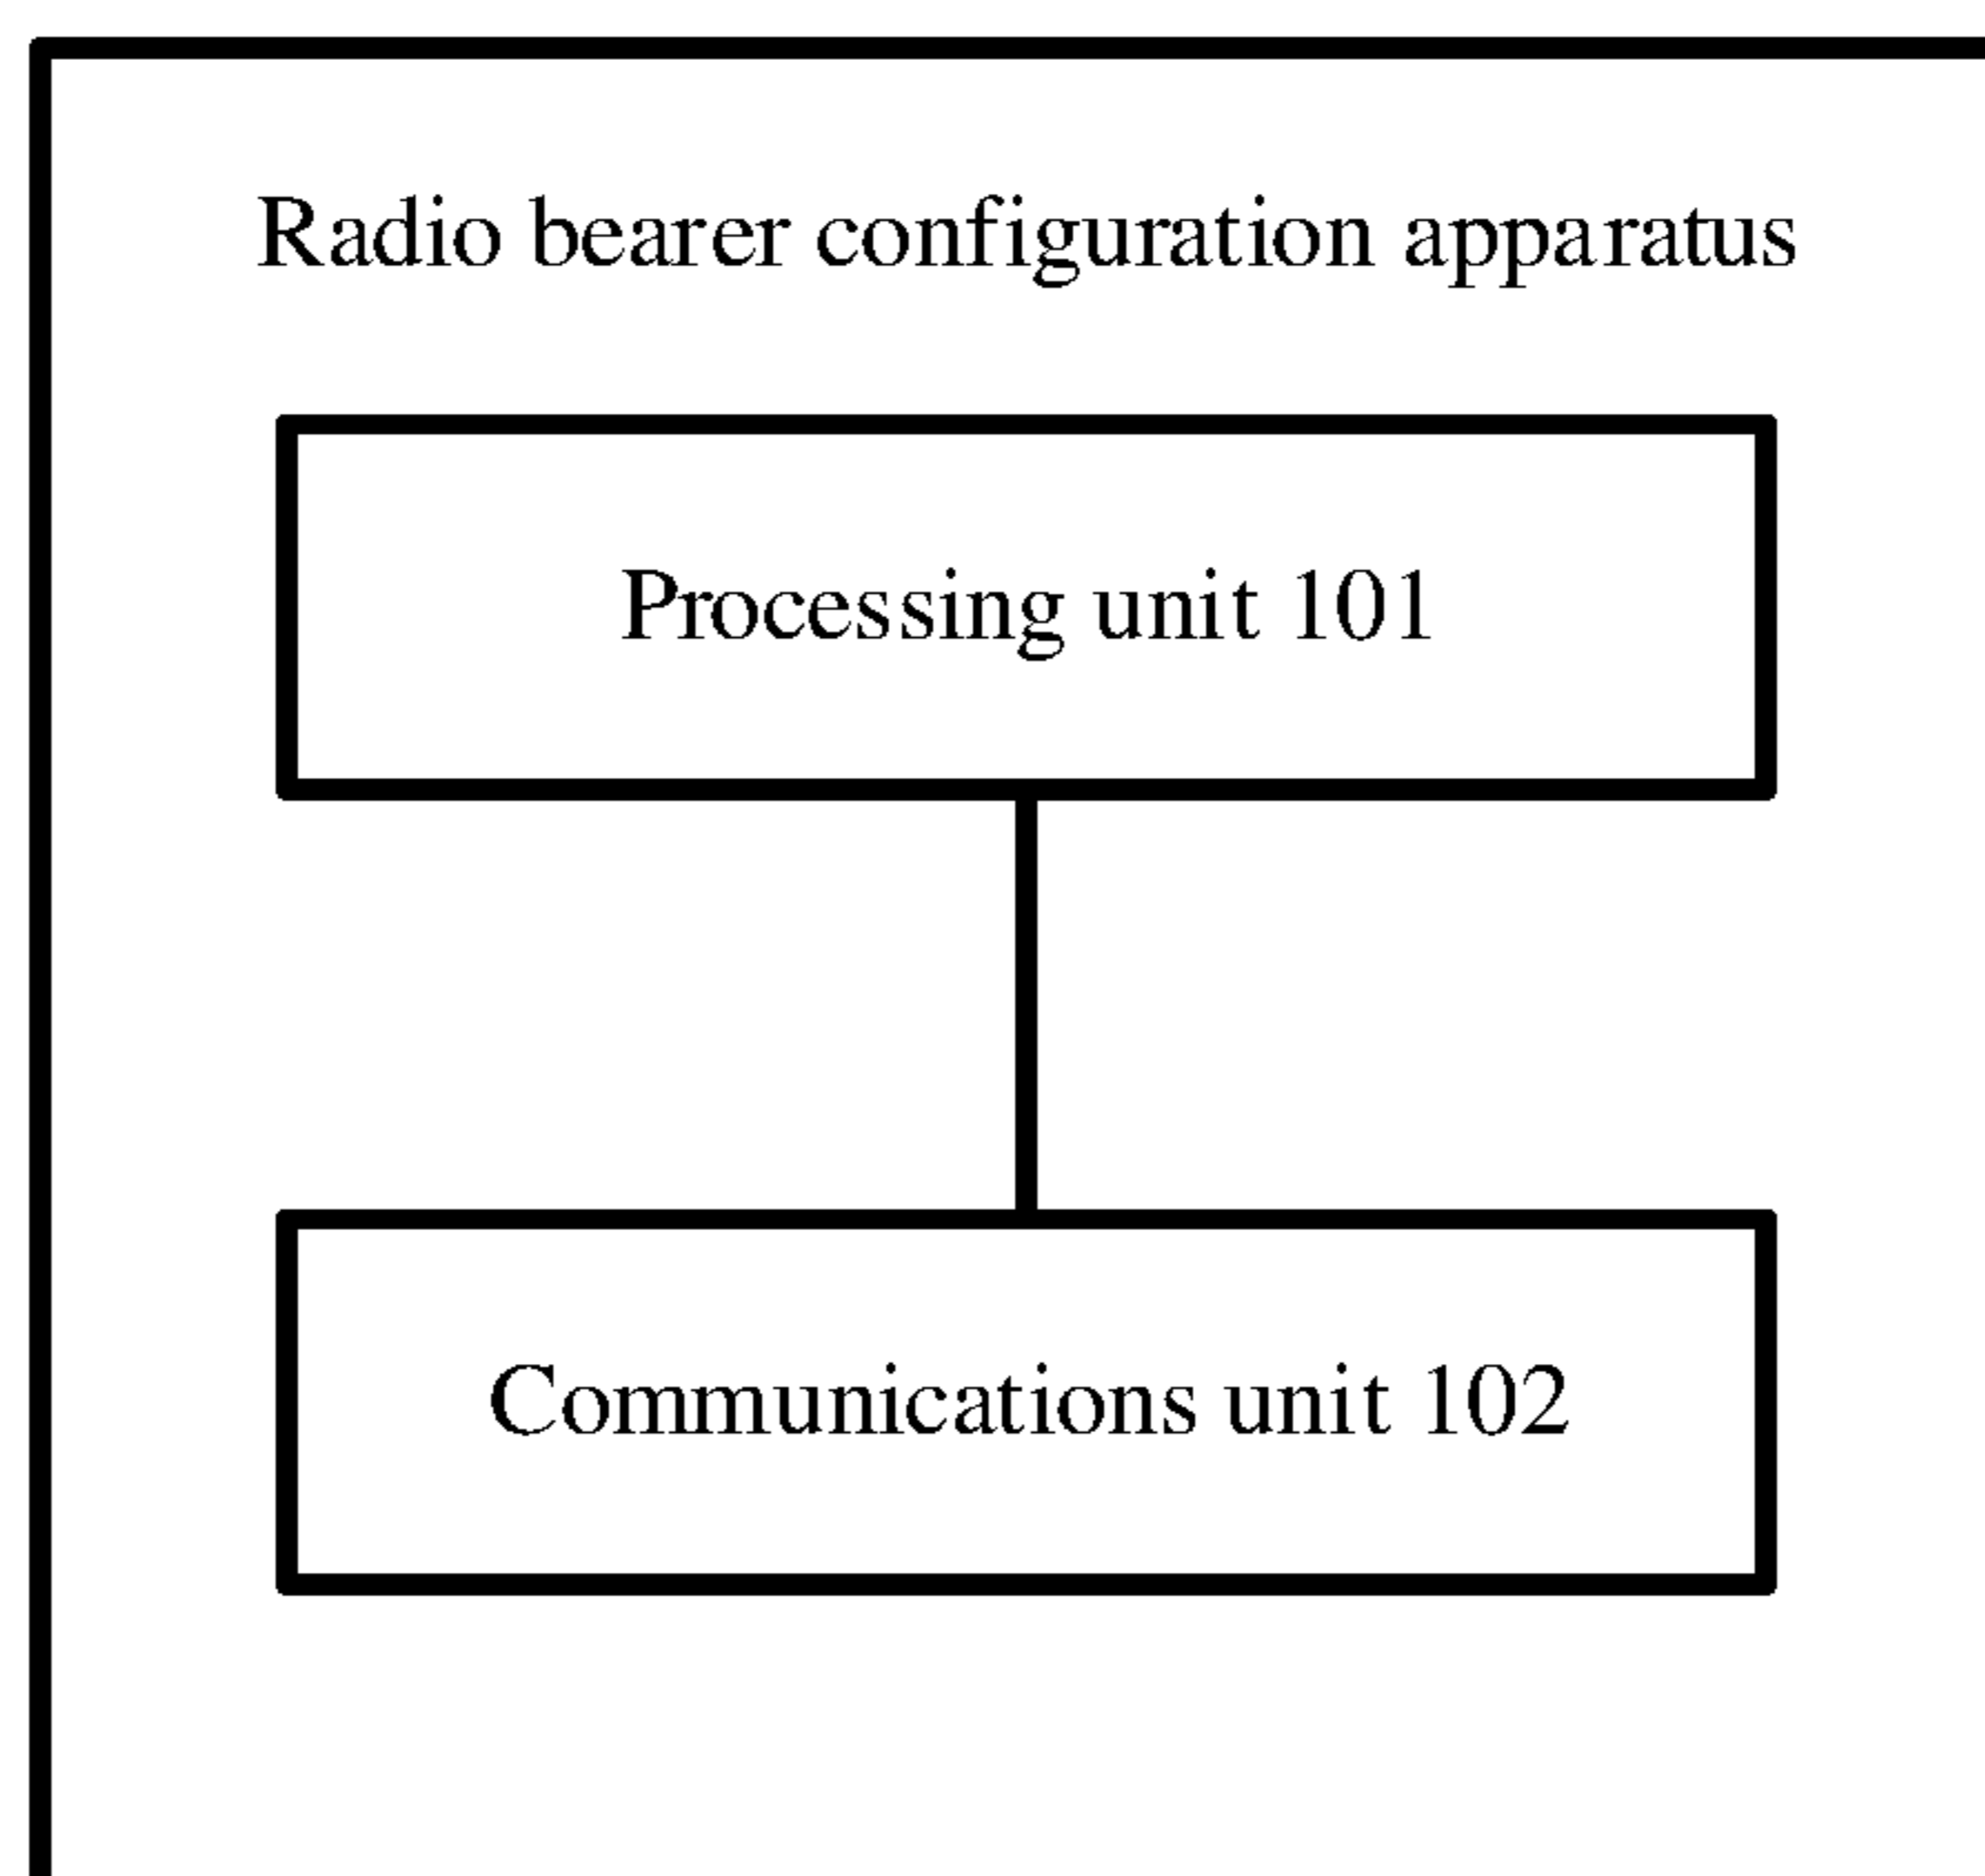 Radio bearer configuration apparatus
Processing unit 101
Communications unit 102